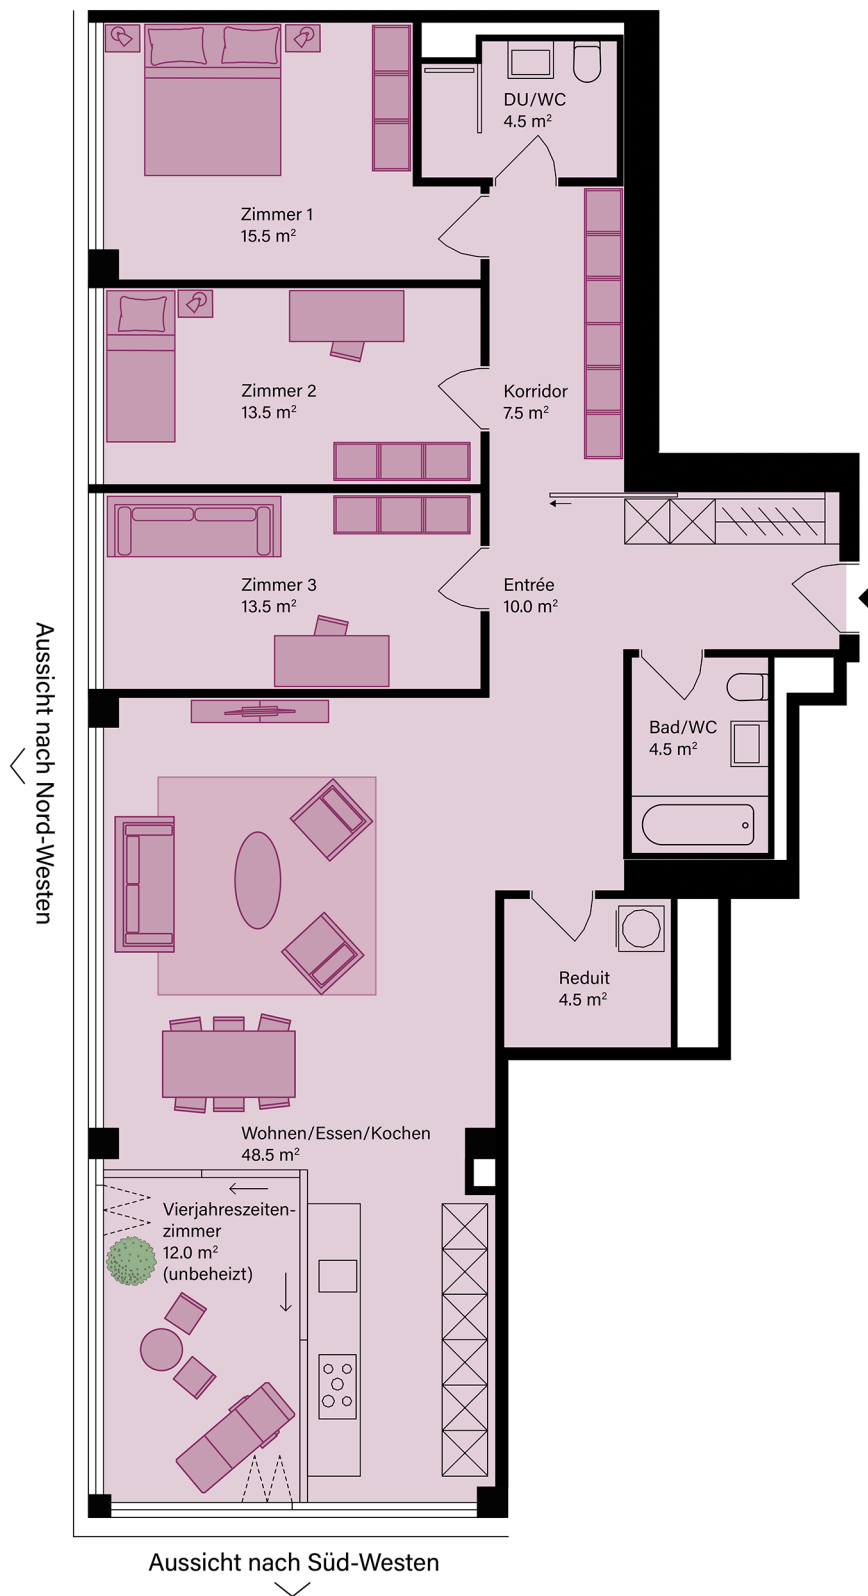 DU/WC
4.5 m²
Zimmer 1
15.5 m²
Zimmer 2
13.5 m²
Korridor
7.5 m²
Zimmer 3
13.5 m²
Entrée
10.0 m²
Aussicht nach Nord-Westen
Bad/WC
4.5 m²
Reduit
4.5 m²
Wohnen/Essen/Kochen
48.5 m²
Vierjahreszeiten-
zimmer
12.0 m²
(unbeheizt)
Aussicht nach Süd-Westen